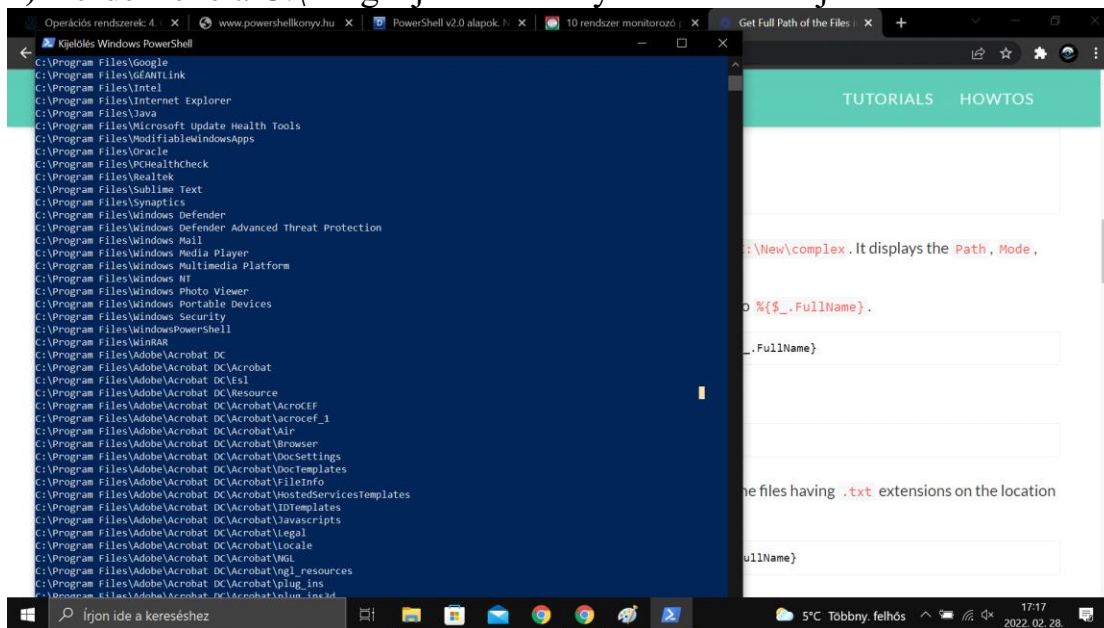 Operációs rendszerek: 4.
www.powershellkonyv.hu
PowerShell v2.0 alapok.
10 rendszer monitorozó
Get Full Path of the Files
Kijelölés Windows PowerShell
C:\Program Files\Google
C:\Program Files\GÉANTLink
C:\Program Files\Intel
C:\Program Files\Internet Explorer
C:\Program Files\Java
C:\Program Files\Microsoft Update Health Tools
C:\Program Files\ModifiableWindowsApps
C:\Program Files\Oracle
C:\Program Files\PCHealthCheck
C:\Program Files\Realtek
C:\Program Files\Sublime Text
C:\Program Files\Synaptics
C:\Program Files\Windows Defender
C:\Program Files\Windows Defender Advanced Threat Protection
C:\Program Files\Windows Mail
C:\Program Files\Windows Media Player
C:\Program Files\Windows Multimedia Platform
C:\Program Files\Windows NT
C:\Program Files\Windows Photo Viewer
C:\Program Files\Windows Portable Devices
C:\Program Files\Windows Security
C:\Program Files\WindowsPowerShell
C:\Program Files\WinRAR
C:\Program Files\Adobe\Acrobat DC
C:\Program Files\Adobe\Acrobat DC\Acrobat
C:\Program Files\Adobe\Acrobat DC\Esl
C:\Program Files\Adobe\Acrobat DC\Resource
C:\Program Files\Adobe\Acrobat DC\Acrobat\AcroCEF
C:\Program Files\Adobe\Acrobat DC\Acrobat\acrocef_1
C:\Program Files\Adobe\Acrobat DC\Acrobat\Air
C:\Program Files\Adobe\Acrobat DC\Acrobat\Browser
C:\Program Files\Adobe\Acrobat DC\Acrobat\DocSettings
C:\Program Files\Adobe\Acrobat DC\Acrobat\DocTemplates
C:\Program Files\Adobe\Acrobat DC\Acrobat\FileInfo
C:\Program Files\Adobe\Acrobat DC\Acrobat\HostedServicesTemplates
C:\Program Files\Adobe\Acrobat DC\Acrobat\IDTemplates
C:\Program Files\Adobe\Acrobat DC\Acrobat\Javascripts
C:\Program Files\Adobe\Acrobat DC\Acrobat\Legal
C:\Program Files\Adobe\Acrobat DC\Acrobat\Locale
C:\Program Files\Adobe\Acrobat DC\Acrobat\NGL
C:\Program Files\Adobe\Acrobat DC\Acrobat\ngl_resources
C:\Program Files\Adobe\Acrobat DC\Acrobat\plug_ins
C:\Program Files\Adobe\Acrobat DC\Acrobat\plug_ins3d
TUTORIALS HOWTOS
:\New\complex. It displays the Path, Mode,
o %{$_.FullName}.
_.FullName}
he files having .txt extensions on the location
ullName}
Írjon ide a kereséshez
5°C Többny. felhős
17:17
2022. 02. 28.